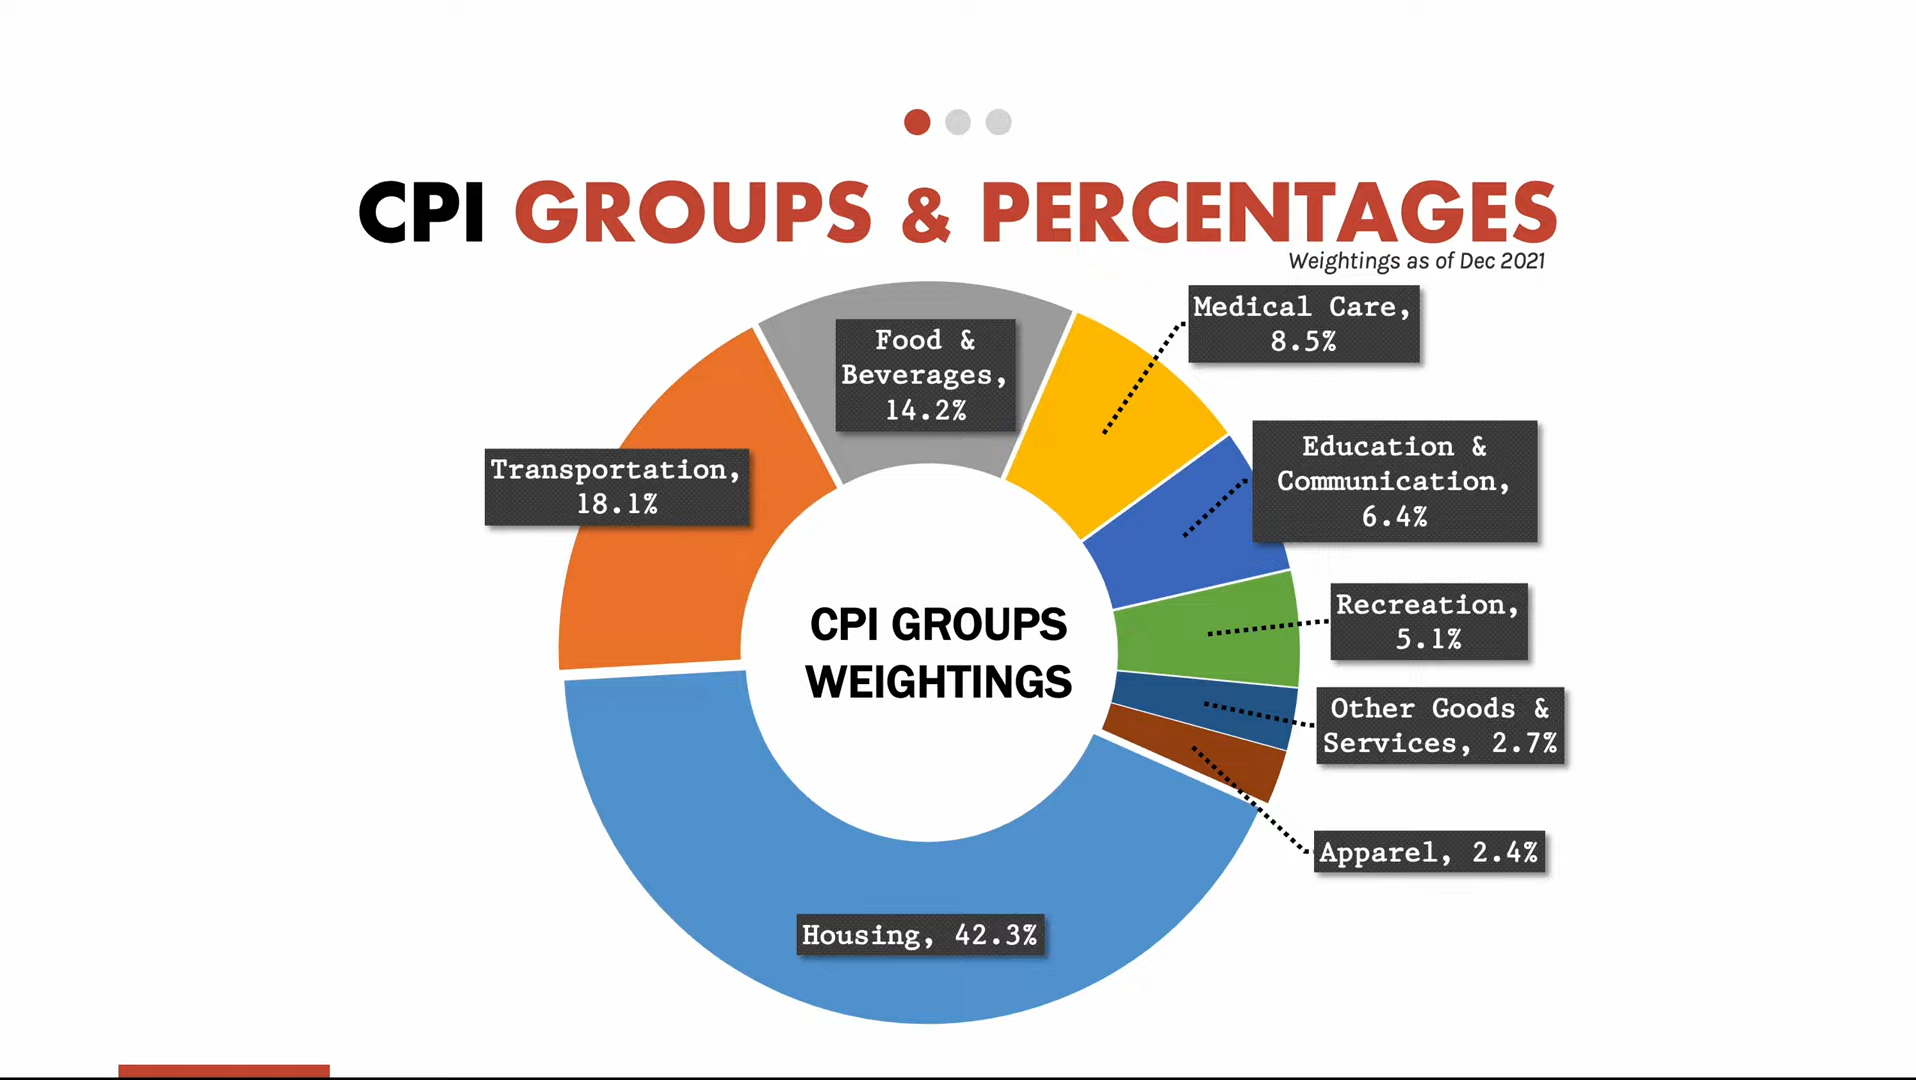 CPI GROUPS & PERCENTAGES
Weightings as of Dec 2021
Medical Care,
8.5%
Food &
Beverages,
14.2%
Education &
Communication,
6.4%
Transportation,
18.1%
Recreation,
5.1%
CPI GROUPS
WEIGHTINGS
Other Goods &
Services, 2.7%
Apparel, 2.4%
Housing, 42.3%